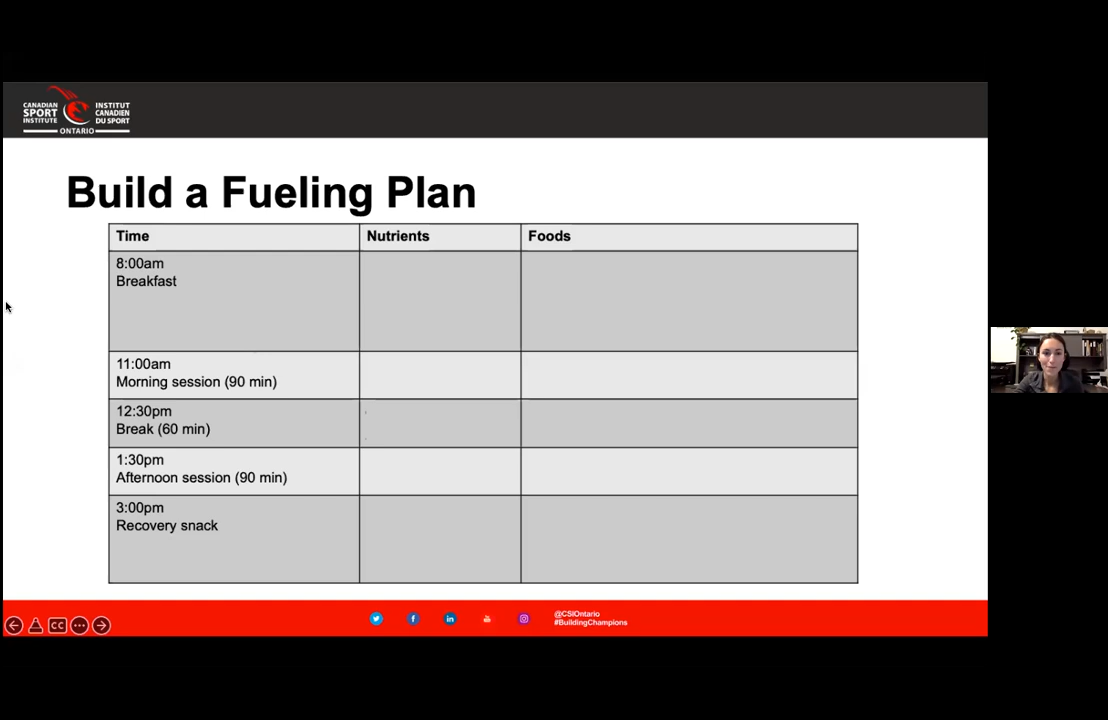 CANADIAN
SPORT
INSTITUTE
INSTITUT
CANADIEN
DU SPORT
ONTARIO
Build a Fueling Plan
Time
Nutrients
Foods
8:00am
Breakfast
11:00am
Morning session (90 min)
12:30pm
Break (60 min)
1:30pm
Afternoon session (90 min)
3:00pm
Recovery snack
CC
@CSIOntario
#BuildingChampions